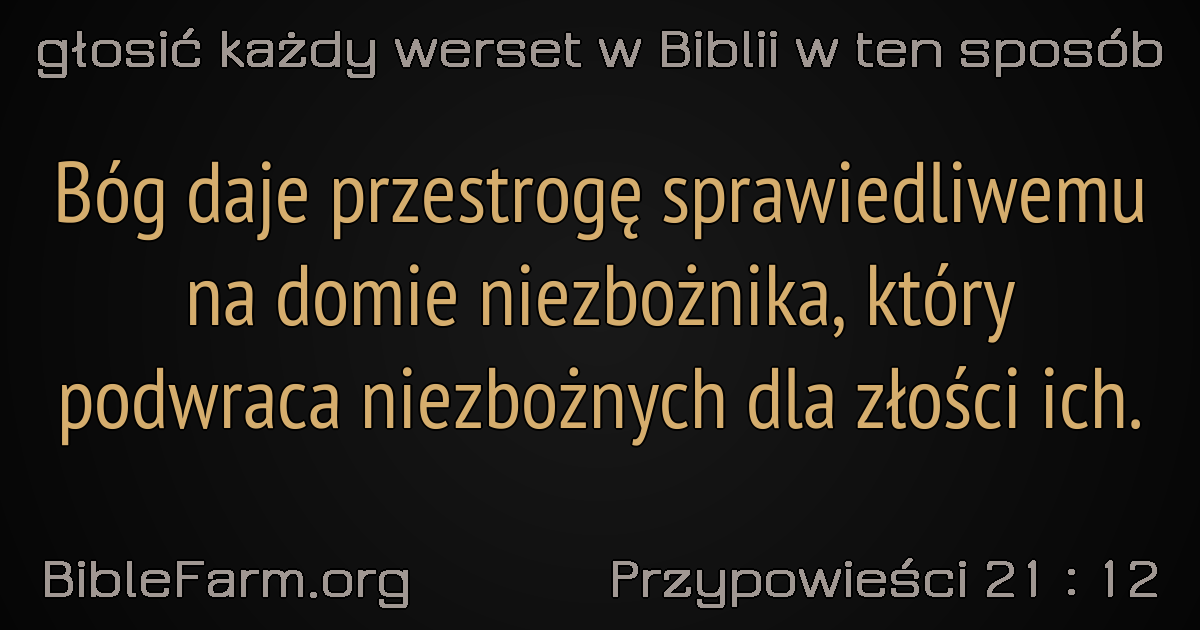 głosić każdy werset w Biblii w ten sposób
Bóg daje przestrogę sprawiedliwemu
na domie niezbożnika, który
podwraca niezbożnych dla złości ich.
BibleFarm.org
Przypowieści 21 : 12